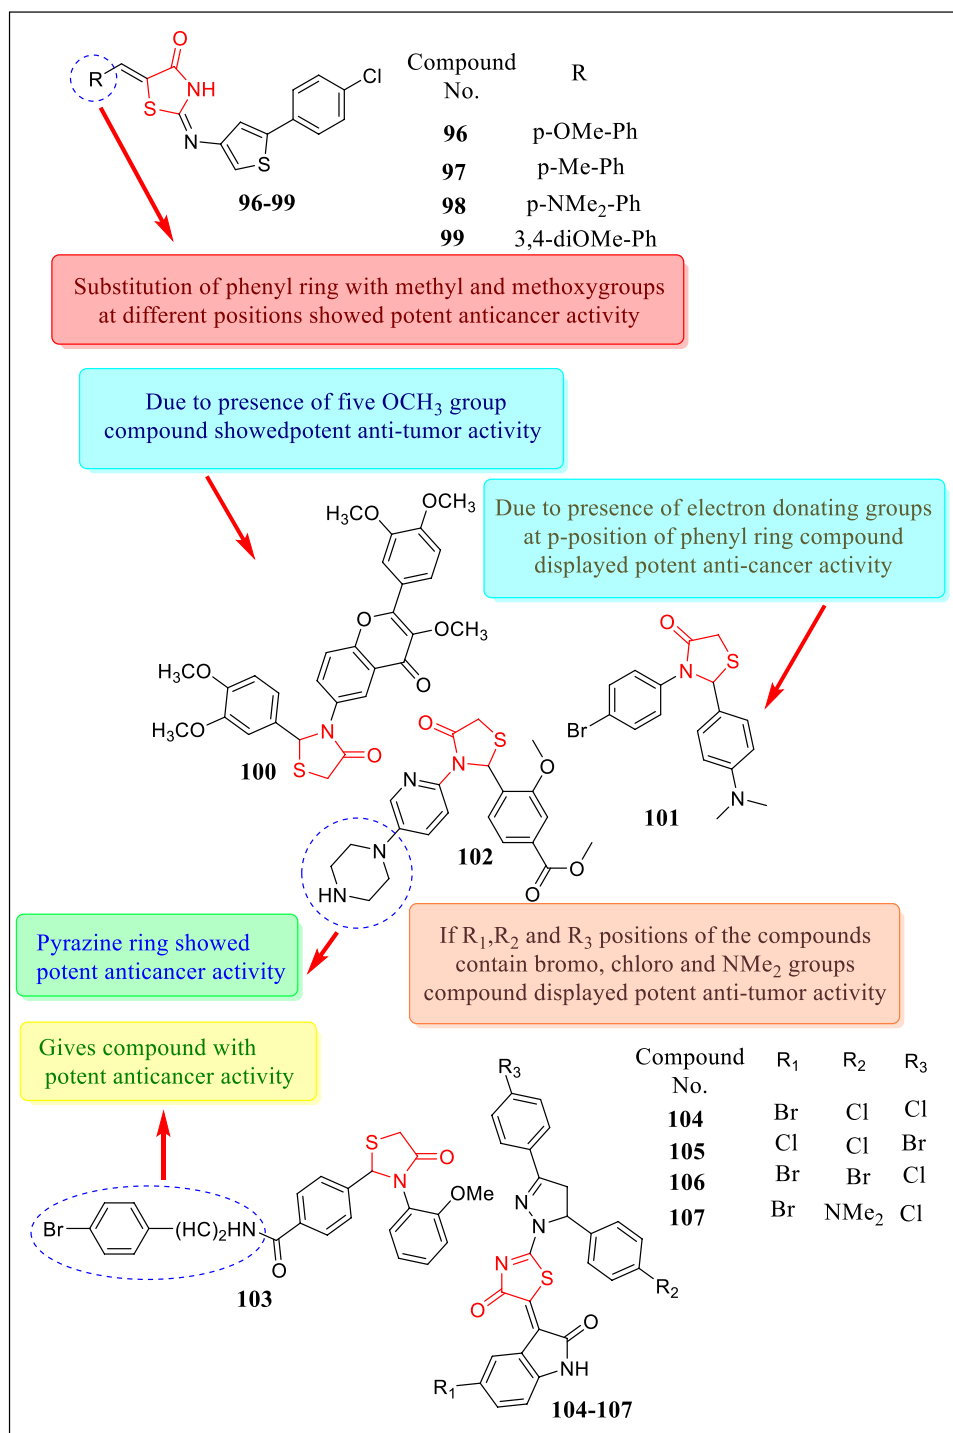 R
O
NH
S
N
S
Cl
96-99
Compound
No.
R
96 p-OMe-Ph
97 p-Me-Ph
98 p-NMe₂-Ph
99 3,4-diOMe-Ph
Substitution of phenyl ring with methyl and methoxygroups
at different positions showed potent anticancer activity
Due to presence of five OCH₃ group
compound showedpotent anti-tumor activity
Due to presence of electron donating groups
at p-position of phenyl ring compound
displayed potent anti-cancer activity
OCH₃
H₃CO
O
OCH₃
O
H₃CO
H₃CO
N
O
S
100
O
S
N
N
O
N
HN
O
O
102
O
S
N
Br
N
101
Pyrazine ring showed
potent anticancer activity
If R₁,R₂ and R₃ positions of the compounds
contain bromo, chloro and NMe₂ groups
compound displayed potent anti-tumor activity
Gives compound with
potent anticancer activity
S
O
N
OMe
Br
(HC)₂HN
O
103
R₃
N
N
N
S
O
R₂
O
NH
R₁
104-107
Compound
No.
R₁ R₂ R₃
104 Br Cl Cl
105 Cl Cl Br
106 Br Br Cl
107 Br NMe₂ Cl